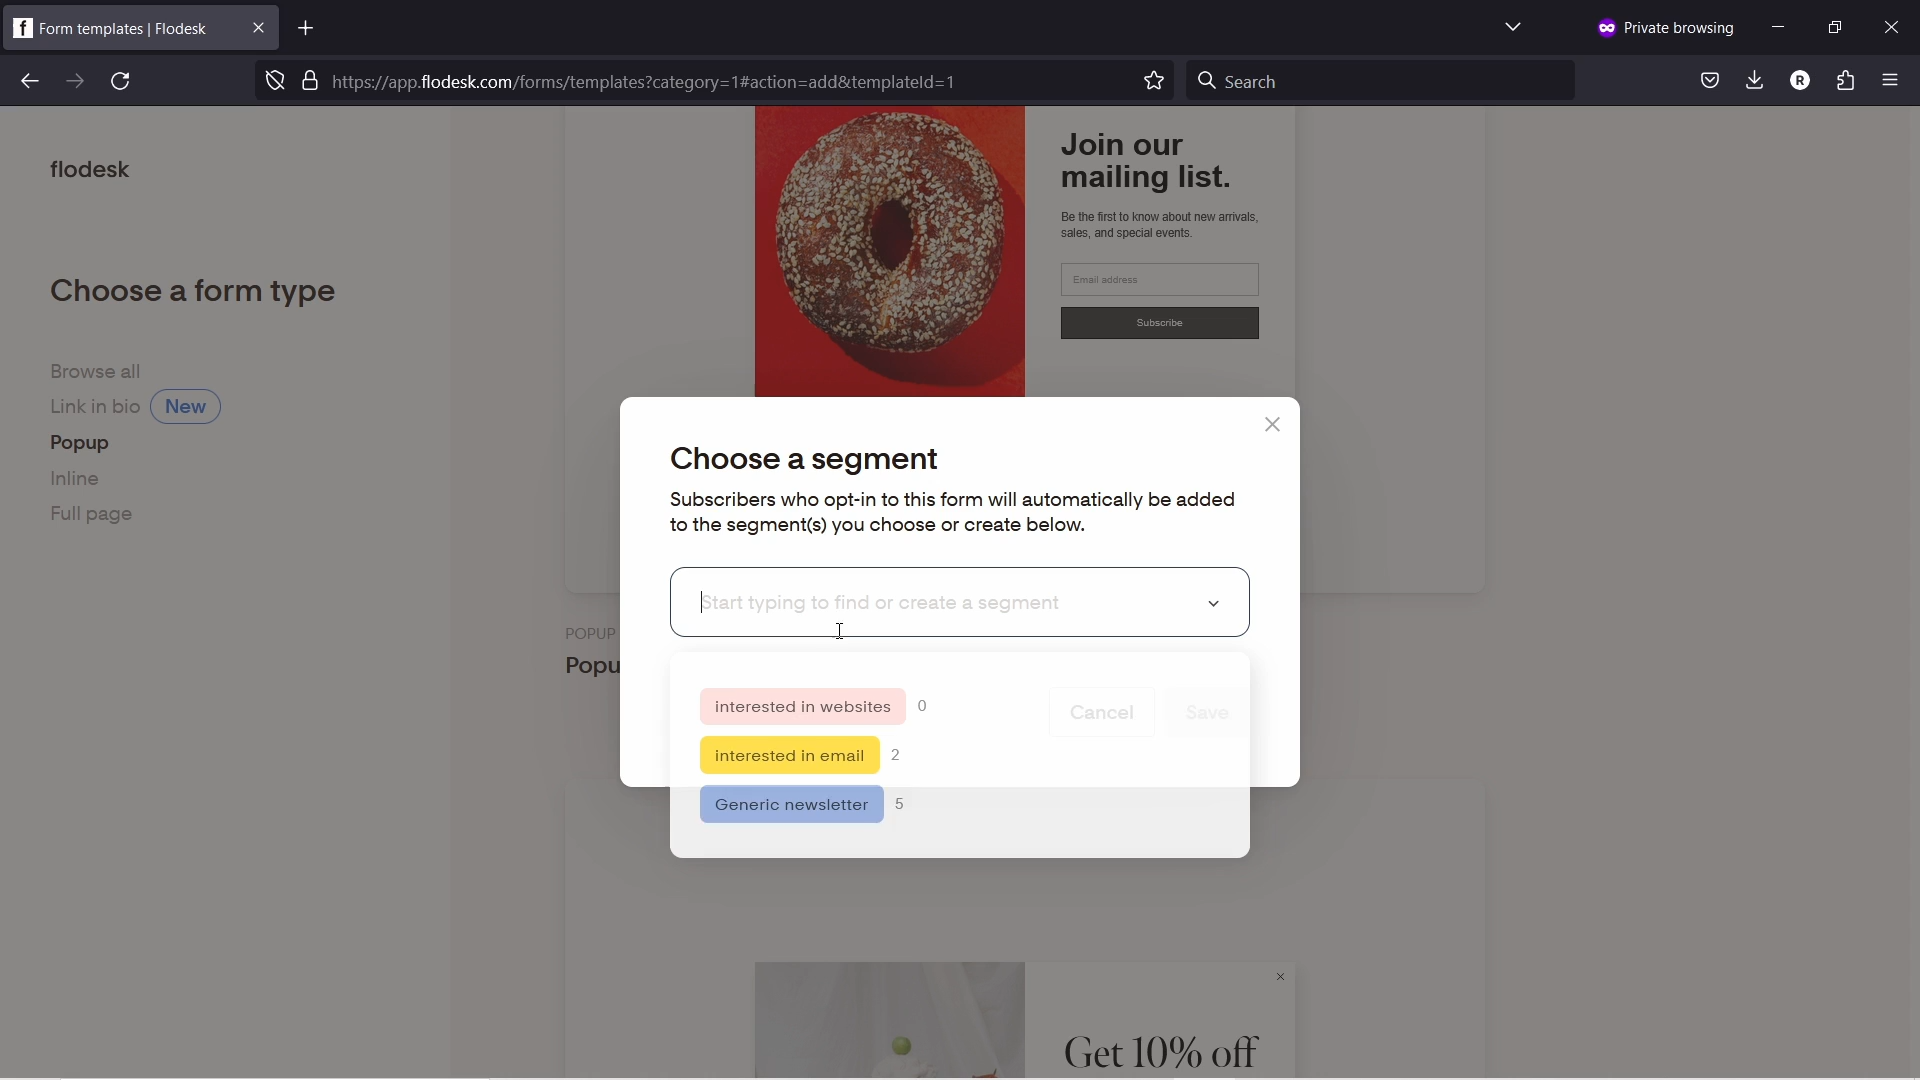 Form templates | Flodesk
Private browsing
https://app.flodesk.com/forms/templates?category=1#action=add&templateId=1
Search
R
flodesk
Choose a form type
Browse all
Link in bio New
Popup
Inline
Full page
Join our
mailing list.
Be the first to know about new arrivals,
sales, and special events.
Email address
Subscribe
Choose a segment
Subscribers who opt-in to this form will automatically be added
to the segment(s) you choose or create below.
Start typing to find or create a segment
POPUP
Popu
interested in websites 0
Cancel Save
interested in email 2
Generic newsletter 5
Get 10% off